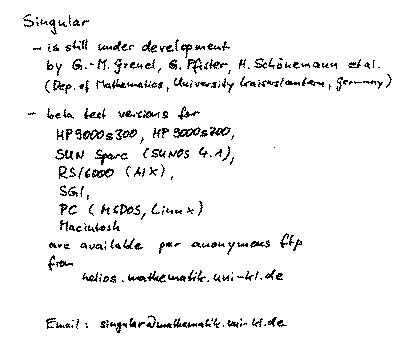 Singular
- is still under development
by G.-M. Greuel, G. Pfister, H. Schönemann et al.
(Dep. of Mathematics, University Kaiserslautern, Germany)
- beta test versions for
HP9000s300, HP9000s700,
SUN Sparc (SUNOS 4.1),
RS/6000 (AIX),
SGI,
PC (MSDOS, Linux)
Macintosh
are available per anonymous ftp
from
helios.mathematik.uni-kl.de
Email: singular@mathematik.uni-kl.de